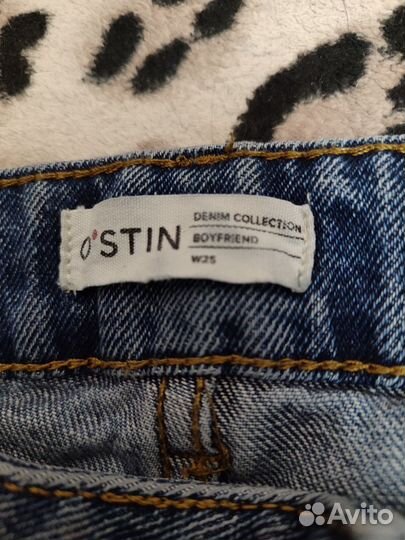 O'STIN
DENIM COLLECTION
BOYFRIEND
W25
Avito